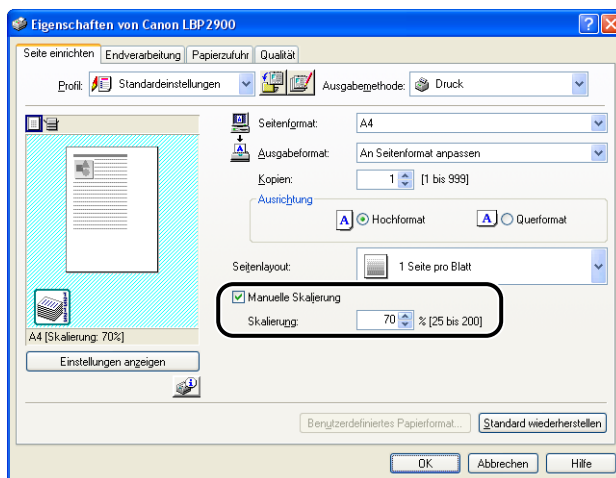 Eigenschaften von Canon LBP2900
Seite einrichten Endverarbeitung Papierzufuhr Qualität
Profil: Standardeinstellungen Ausgabemethode: Druck
Seitenformat: A4
Ausgabeformat: An Seitenformat anpassen
Kopien: 1 [1 bis 999]
Ausrichtung
A Hochformat A Querformat
Seitenlayout: 1 Seite pro Blatt
Manuelle Skalierung
Skalierung: 70 % [25 bis 200]
A4 [Skalierung: 70%]
Einstellungen anzeigen
Benutzerdefiniertes Papierformat... Standard wiederherstellen
OK Abbrechen Hilfe